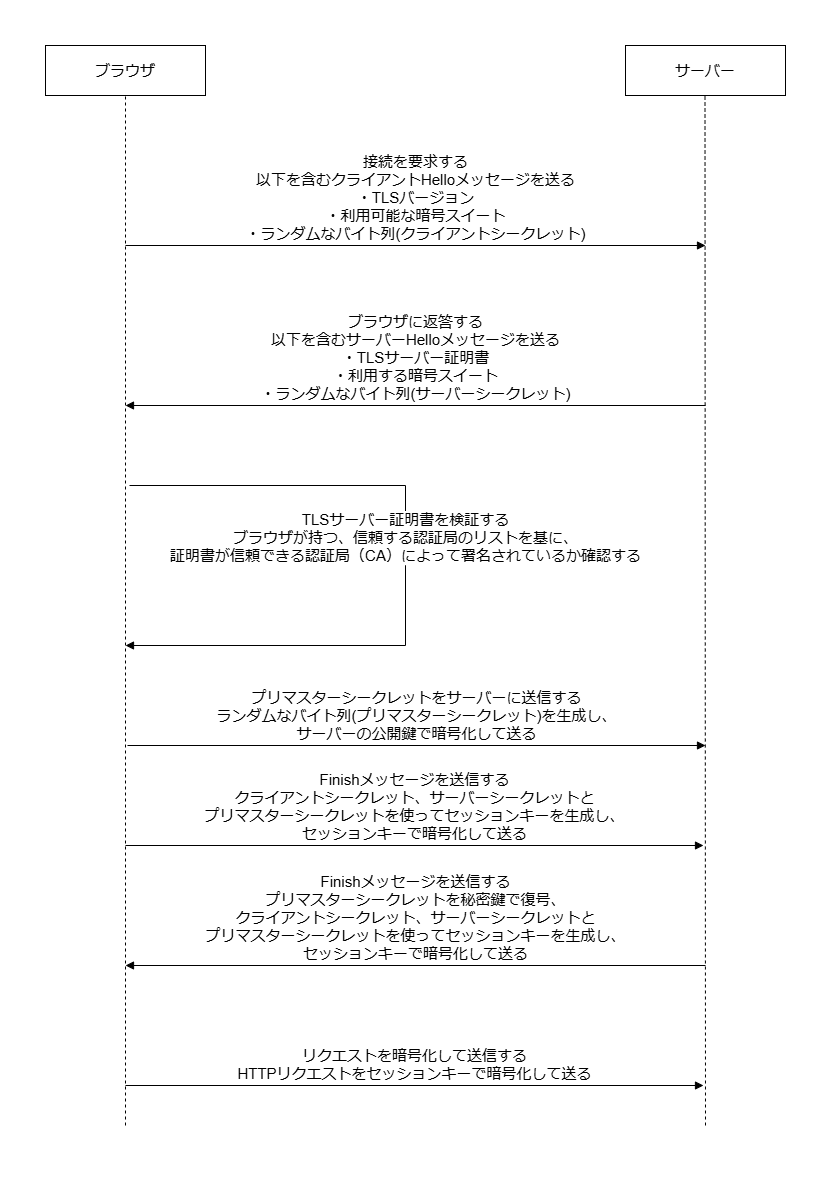 ブラウザ
サーバー
接続を要求する
以下を含むクライアントHelloメッセージを送る
・TLSバージョン
・利用可能な暗号スイート
・ランダムなバイト列(クライアントシークレット)
ブラウザに返答する
以下を含むサーバーHelloメッセージを送る
・TLSサーバー証明書
・利用する暗号スイート
・ランダムなバイト列(サーバーシークレット)
TLSサーバー証明書を検証する
ブラウザが持つ、信頼する認証局のリストを基に、
証明書が信頼できる認証局（CA）によって署名されているか確認する
プリマスターシークレットをサーバーに送信する
ランダムなバイト列(プリマスターシークレット)を生成し、
サーバーの公開鍵で暗号化して送る
Finishメッセージを送信する
クライアントシークレット、サーバーシークレットと
プリマスターシークレットを使ってセッションキーを生成し、
セッションキーで暗号化して送る
Finishメッセージを送信する
プリマスターシークレットを秘密鍵で復号、
クライアントシークレット、サーバーシークレットと
プリマスターシークレットを使ってセッションキーを生成し、
セッションキーで暗号化して送る
リクエストを暗号化して送信する
HTTPリクエストをセッションキーで暗号化して送る